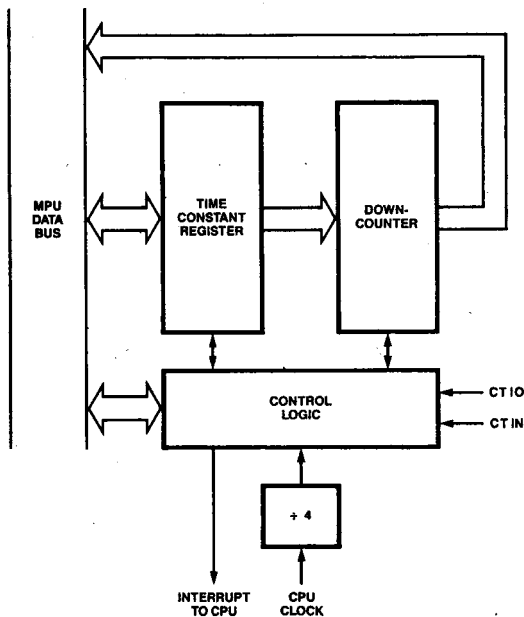 MPU
DATA
BUS
TIME
CONSTANT
REGISTER
DOWN-
COUNTER
CONTROL
LOGIC
CT IO
CT IN
÷ 4
INTERRUPT
TO CPU
CPU
CLOCK